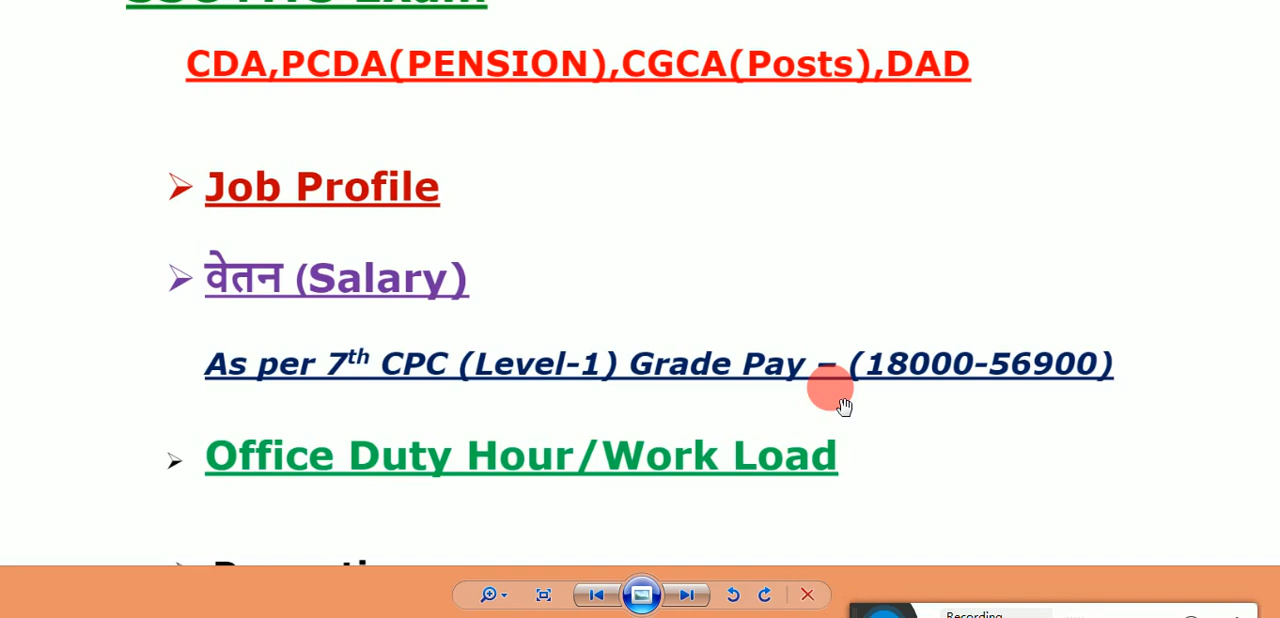 CDA,PCDA(PENSION),CGCA(Posts),DAD
➢ Job Profile
➢ वेतन (Salary)
As per 7th CPC (Level-1) Grade Pay – (18000-56900)
➢ Office Duty Hour/Work Load
Recording